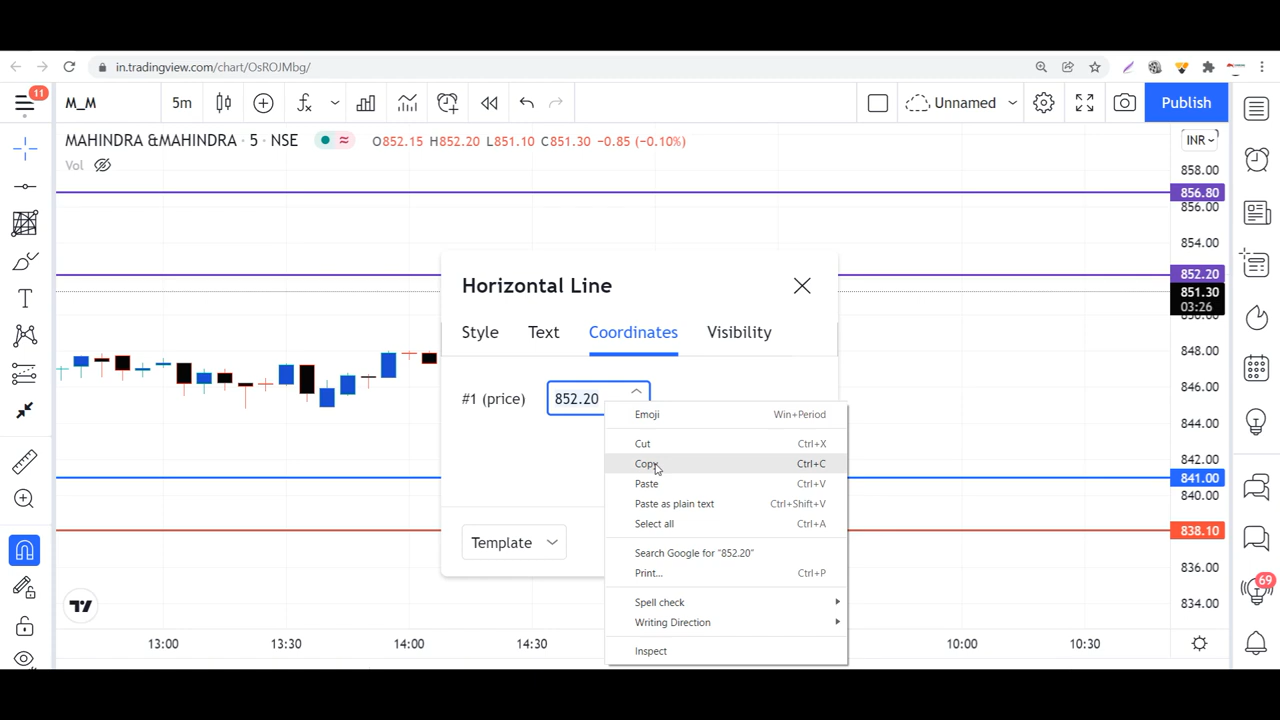 in.tradingview.com/chart/OsROJMbg/
11
M_M
5m
Unnamed
Publish
MAHINDRA &MAHINDRA · 5 · NSE
O852.15 H852.20 L851.10 C851.30 −0.85 (−0.10%)
INR
Vol
858.00
856.80
856.00
854.00
852.20
851.30
03:26
850.00
848.00
846.00
844.00
842.00
841.00
840.00
838.10
836.00
834.00
Horizontal Line
Style Text Coordinates Visibility
#1 (price) 852.20
Emoji Win+Period
Cut Ctrl+X
Copy Ctrl+C
Paste Ctrl+V
Paste as plain text Ctrl+Shift+V
Select all Ctrl+A
Search Google for “852.20”
Print... Ctrl+P
Spell check
Writing Direction
Inspect
Template
69
13:00 13:30 14:00 14:30 10:00 10:30